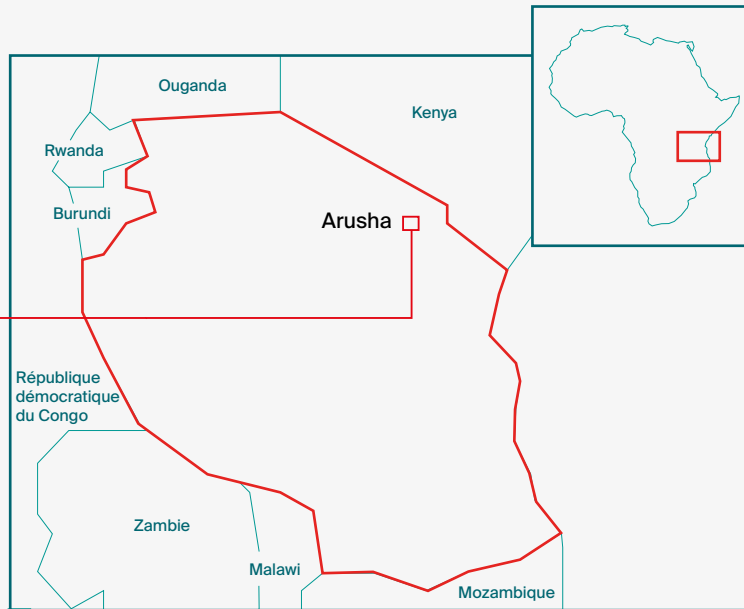 Ouganda
Kenya
Rwanda
Burundi
Arusha
République
démocratique
du Congo
Zambie
Malawi
Mozambique